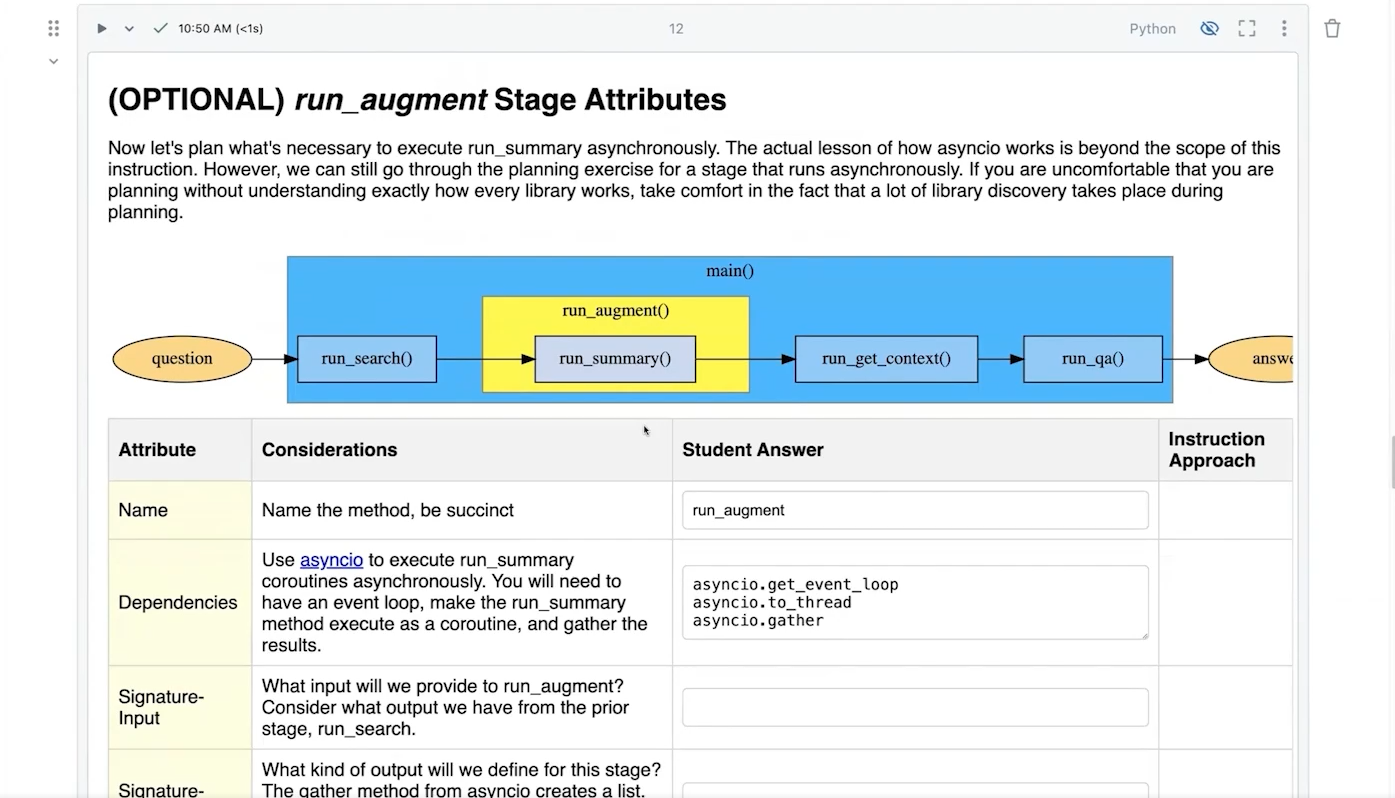 10:50 AM (<1s)
12
Python
(OPTIONAL) run_augment Stage Attributes
Now let's plan what's necessary to execute run_summary asynchronously. The actual lesson of how asyncio works is beyond the scope of this
instruction. However, we can still go through the planning exercise for a stage that runs asynchronously. If you are uncomfortable that you are
planning without understanding exactly how every library works, take comfort in the fact that a lot of library discovery takes place during
planning.
main()
run_augment()
question
run_search()
run_summary()
run_get_context()
run_qa()
answe
Attribute
Considerations
Student Answer
Instruction
Approach
Name
Name the method, be succinct
run_augment
Dependencies
Use asyncio to execute run_summary
coroutines asynchronously. You will need to
have an event loop, make the run_summary
method execute as a coroutine, and gather the
results.
asyncio.get_event_loop
asyncio.to_thread
asyncio.gather
Signature-
Input
What input will we provide to run_augment?
Consider what output we have from the prior
stage, run_search.
Signature-
What kind of output will we define for this stage?
The gather method from asyncio creates a list.